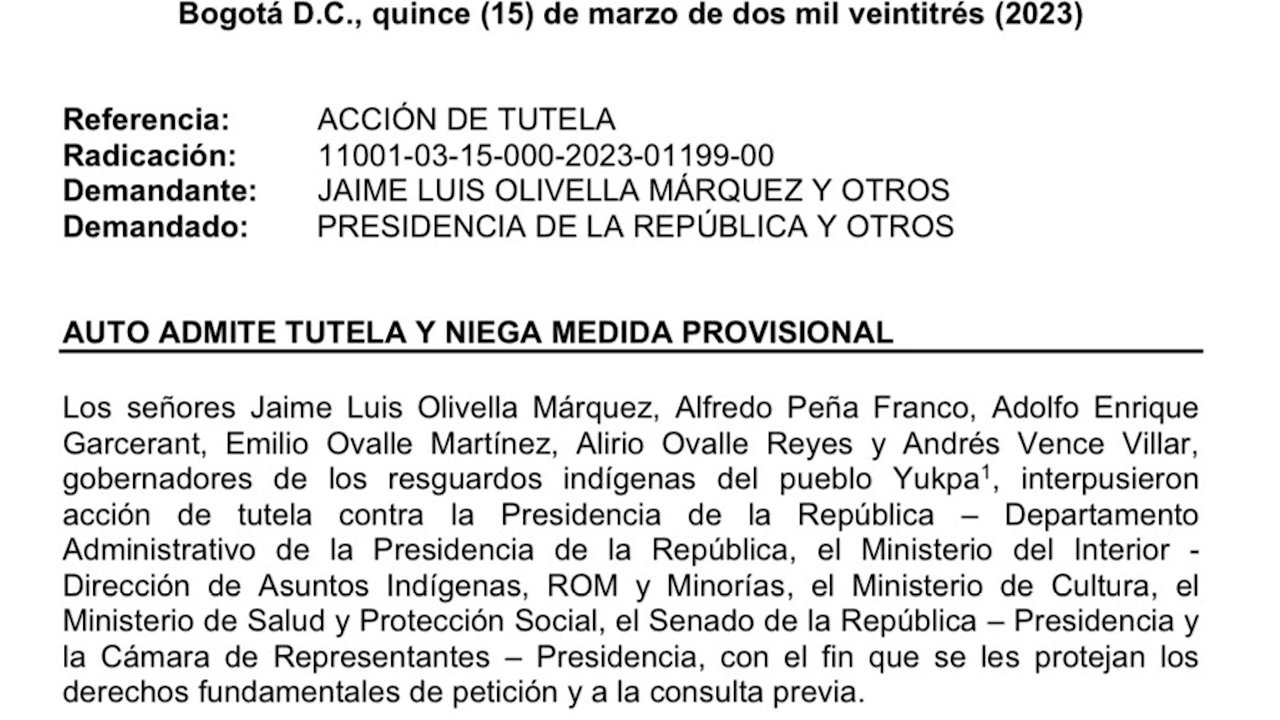 Bogotá D.C., quince (15) de marzo de dos mil veintitrés (2023)
Referencia: ACCIÓN DE TUTELA
Radicación: 11001-03-15-000-2023-01199-00
Demandante: JAIME LUIS OLIVELLA MÁRQUEZ Y OTROS
Demandado: PRESIDENCIA DE LA REPÚBLICA Y OTROS
AUTO ADMITE TUTELA Y NIEGA MEDIDA PROVISIONAL
Los señores Jaime Luis Olivella Márquez, Alfredo Peña Franco, Adolfo Enrique
Garcerant, Emilio Ovalle Martínez, Alirio Ovalle Reyes y Andrés Vence Villar,
gobernadores de los resguardos indígenas del pueblo Yukpa¹, interpusieron
acción de tutela contra la Presidencia de la República – Departamento
Administrativo de la Presidencia de la República, el Ministerio del Interior -
Dirección de Asuntos Indígenas, ROM y Minorías, el Ministerio de Cultura, el
Ministerio de Salud y Protección Social, el Senado de la República – Presidencia y
la Cámara de Representantes – Presidencia, con el fin que se les protejan los
derechos fundamentales de petición y a la consulta previa.